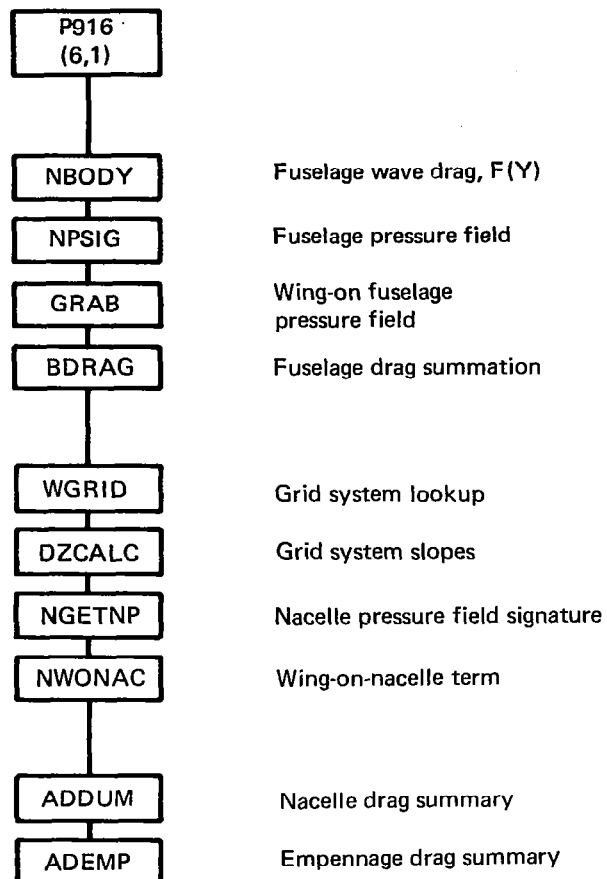 P916
(6,1)
NBODY Fuselage wave drag, F(Y)
NPSIG Fuselage pressure field
GRAB Wing-on fuselage
pressure field
BDRAG Fuselage drag summation
WGRID Grid system lookup
DZCALC Grid system slopes
NGETNP Nacelle pressure field signature
NWONAC Wing-on-nacelle term
ADDUM Nacelle drag summary
ADEMP Empennage drag summary